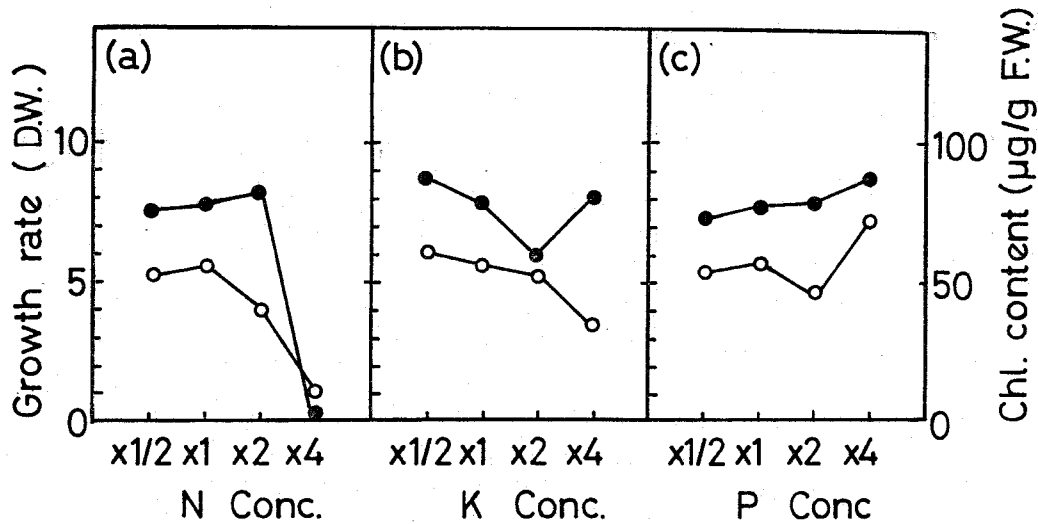 (a)
(b)
(c)
Growth rate ( D.W. )
10
5
0
100
50
0
Chl. content (µg/g F.W.)
x1/2 x1 x2 x4
x1/2 x1 x2 x4
x1/2 x1 x2 x4
N Conc.
K Conc.
P Conc